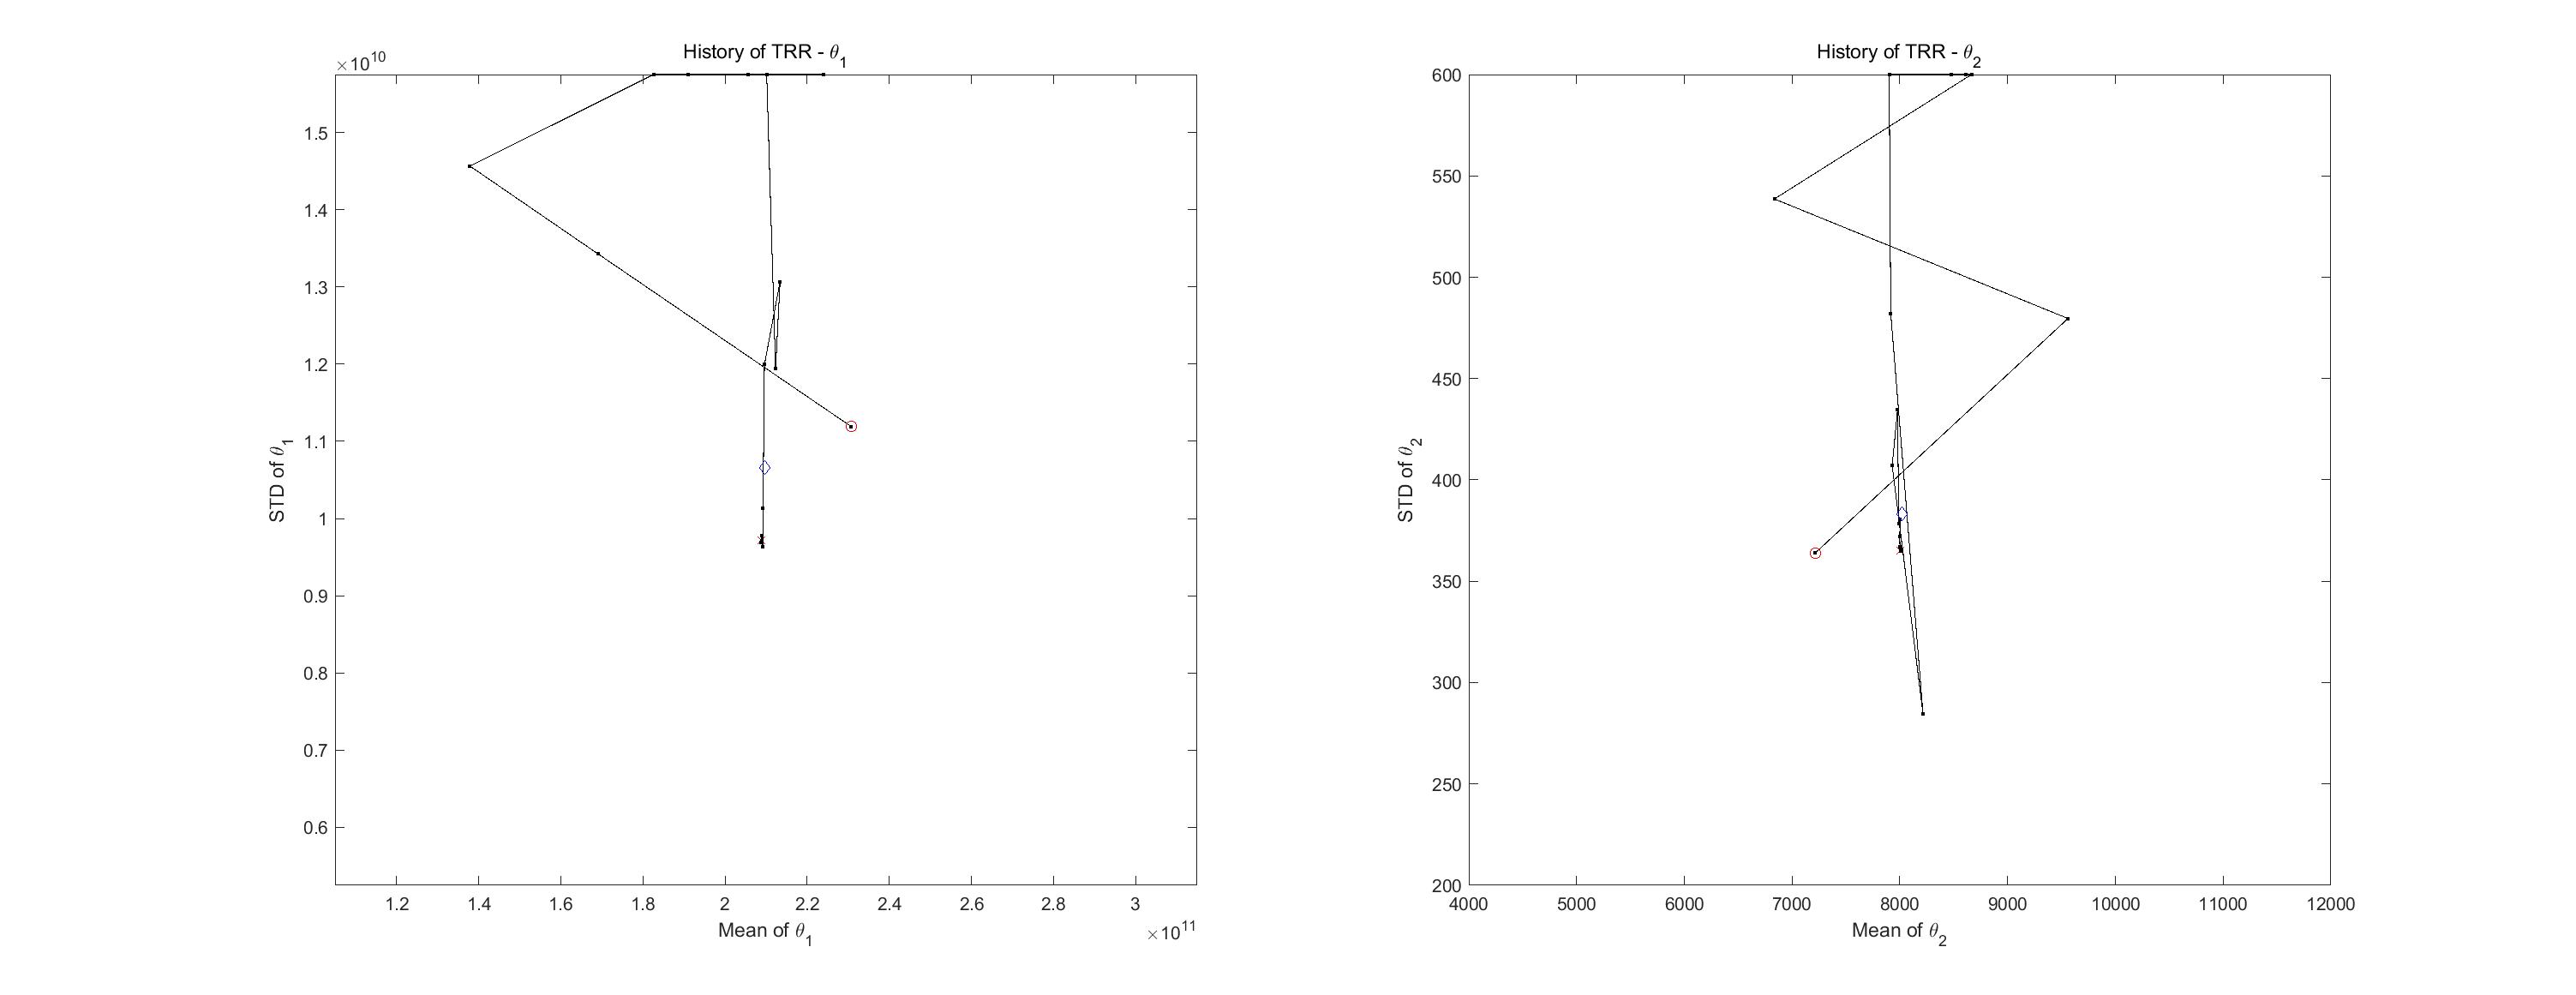 History of TRR - θ1
×10^10
1.5
1.4
1.3
1.2
1.1
1
0.9
0.8
0.7
0.6
STD of θ1
1.2 1.4 1.6 1.8 2 2.2 2.4 2.6 2.8 3
Mean of θ1
×10^11
History of TRR - θ2
600
550
500
450
400
350
300
250
200
STD of θ2
4000 5000 6000 7000 8000 9000 10000 11000 12000
Mean of θ2